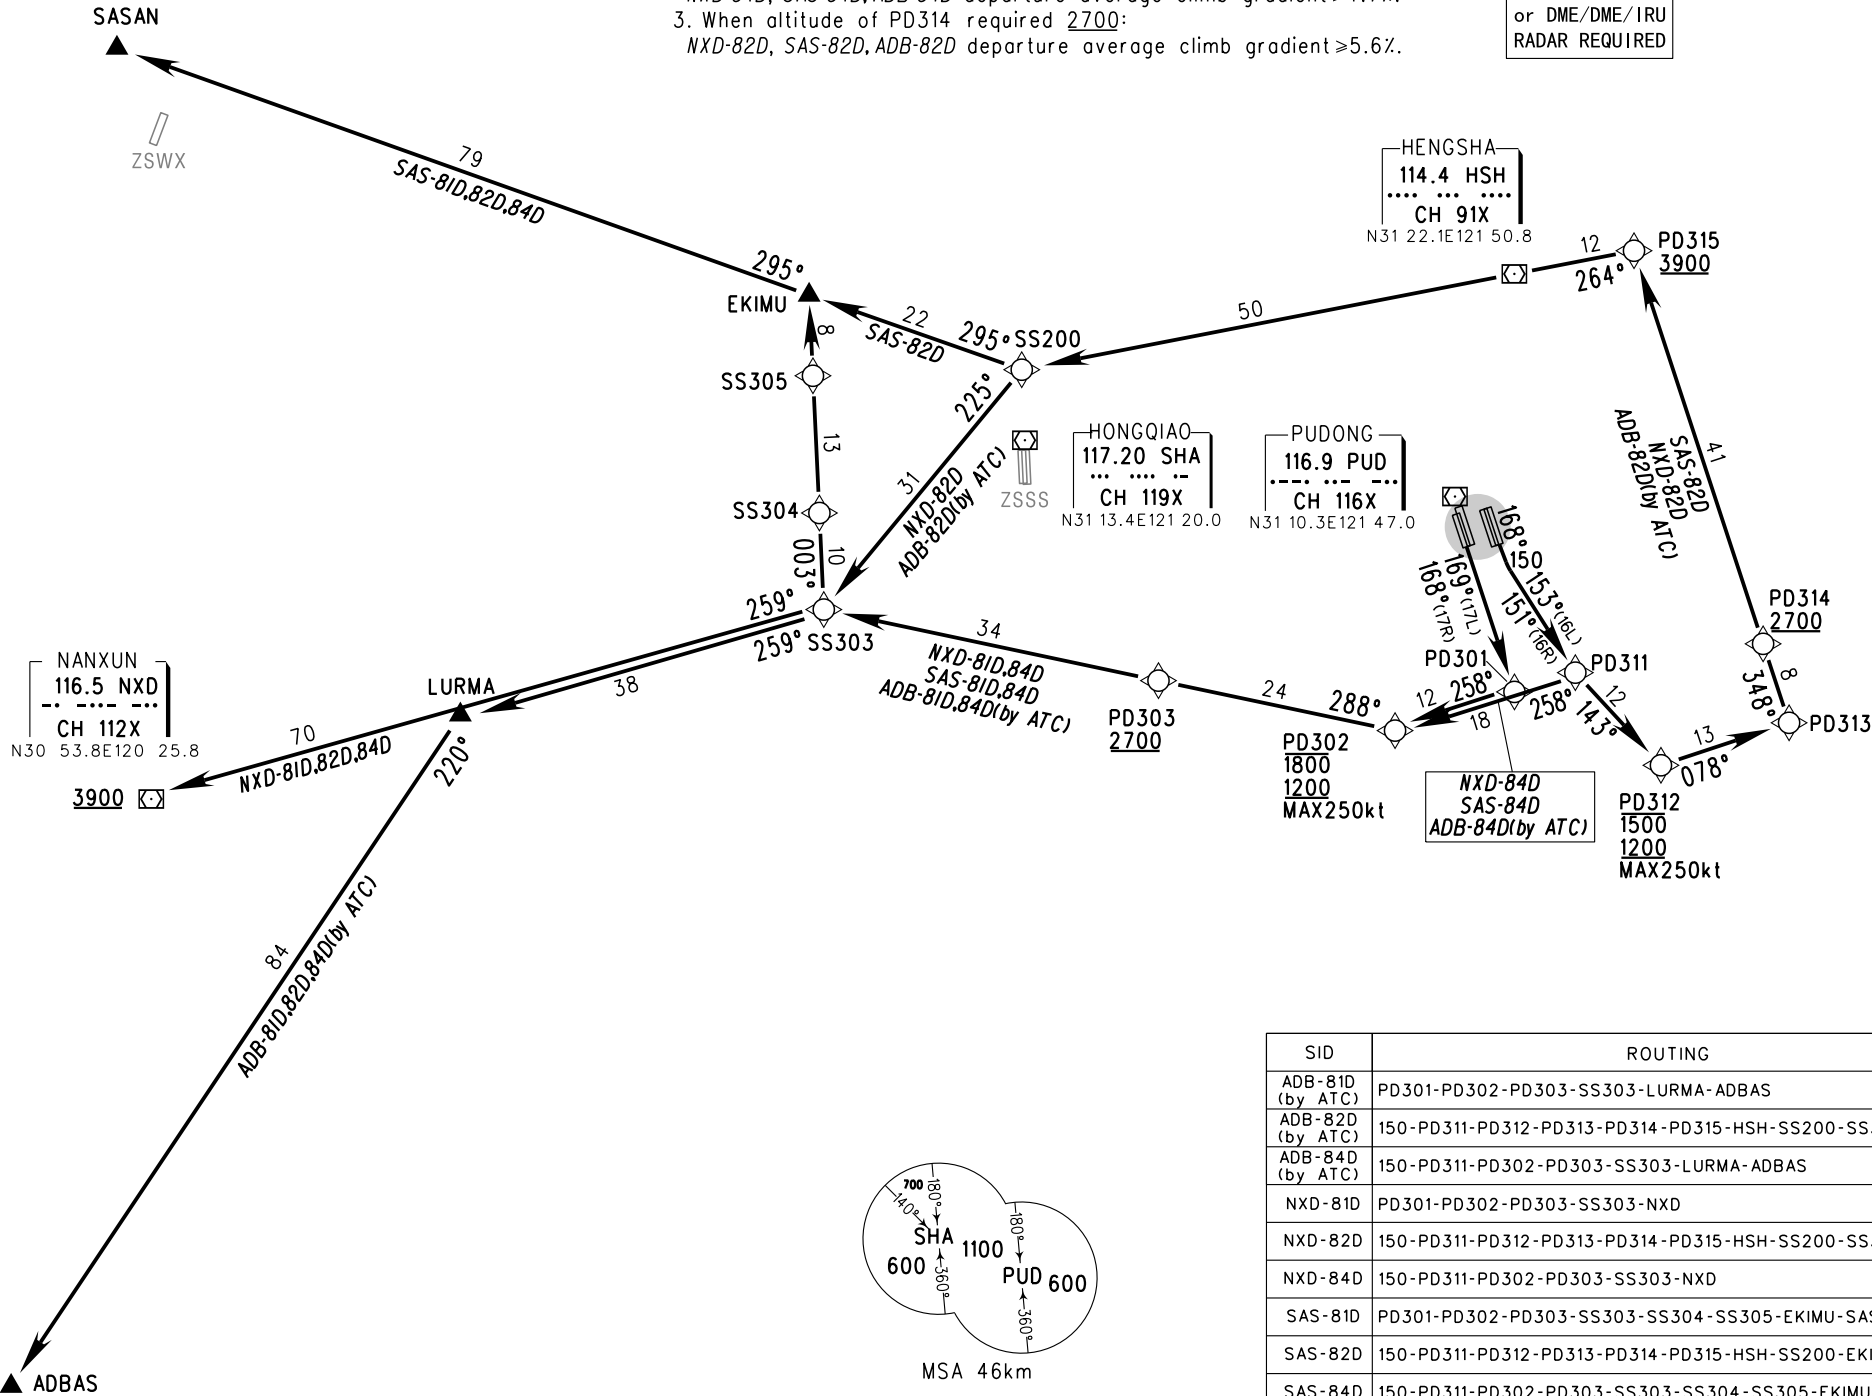 3. When altitude of PD314 required 2700:
NXD-82D, SAS-82D, ADB-82D departure average climb gradient≥5.6%.
or DME/DME/IRU
RADAR REQUIRED
SASAN
ZSWX
79
SAS-81D,82D,84D
295°
EKIMU
8
22
SAS-82D
295°
SS200
50
HENGSHA
114.4 HSH
CH 91X
N31 22.1E121 50.8
12
264°
PD315
3900
SS305
13
225°
31
NXD-82D
ADB-82D(by ATC)
ZSSS
HONGQIAO
117.20 SHA
CH 119X
N31 13.4E121 20.0
PUDONG
116.9 PUD
CH 116X
N31 10.3E121 47.0
41
SAS-82D
NXD-82D
ADB-82D(by ATC)
SS304
10
003°
168°
150
169°(17L)
168°(17R)
153°(16L)
151°(16R)
PD314
2700
8
348°
PD313
259°
259°
SS303
34
NXD-81D,84D
SAS-81D,84D
ADB-81D,84D(by ATC)
PD303
2700
24
288°
PD302
1800
1200
MAX250kt
PD301
12
258°
18
258°
PD311
12
143°
13
078°
PD312
1500
1200
MAX250kt
NXD-84D
SAS-84D
ADB-84D(by ATC)
NANXUN
116.5 NXD
CH 112X
N30 53.8E120 25.8
LURMA
38
70
NXD-81D,82D,84D
3900
220°
84
ADB-81D,82D,84D(by ATC)
ADBAS
700
180°
140°
SHA
600
360°
1100
180°
PUD
600
360°
MSA 46km
SID ROUTING
ADB-81D
(by ATC) PD301-PD302-PD303-SS303-LURMA-ADBAS
ADB-82D
(by ATC) 150-PD311-PD312-PD313-PD314-PD315-HSH-SS200-SS
ADB-84D
(by ATC) 150-PD311-PD302-PD303-SS303-LURMA-ADBAS
NXD-81D PD301-PD302-PD303-SS303-NXD
NXD-82D 150-PD311-PD312-PD313-PD314-PD315-HSH-SS200-SS
NXD-84D 150-PD311-PD302-PD303-SS303-NXD
SAS-81D PD301-PD302-PD303-SS303-SS304-SS305-EKIMU-SAS
SAS-82D 150-PD311-PD312-PD313-PD314-PD315-HSH-SS200-EKI
SAS-84D 150-PD311-PD302-PD303-SS303-SS304-SS305-EKIMU